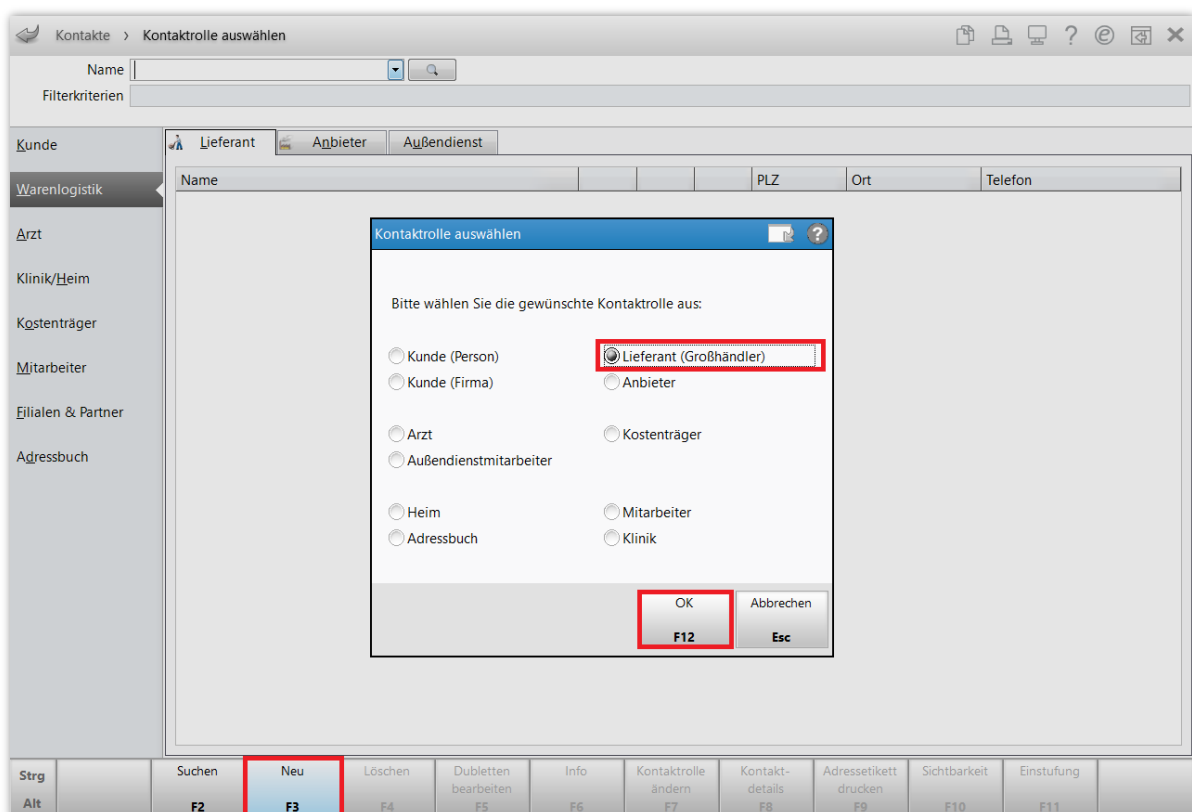 Kontakte > Kontaktrolle auswählen
Name
Filterkriterien
Kunde
Warenlogistik
Arzt
Klinik/Heim
Kostenträger
Mitarbeiter
Filialen & Partner
Adressbuch
Lieferant Anbieter Außendienst
Name PLZ Ort Telefon
Kontaktrolle auswählen
Bitte wählen Sie die gewünschte Kontaktrolle aus:
Kunde (Person) Lieferant (Großhändler)
Kunde (Firma) Anbieter
Arzt Kostenträger
Außendienstmitarbeiter
Heim Mitarbeiter
Adressbuch Klinik
OK Abbrechen
F12 Esc
Strg
Alt
Suchen
F2
Neu
F3
Löschen
F4
Dubletten
bearbeiten
F5
Info
F6
Kontaktrolle
ändern
F7
Kontakt-
details
F8
Adressetikett
drucken
F9
Sichtbarkeit
F10
Einstufung
F11